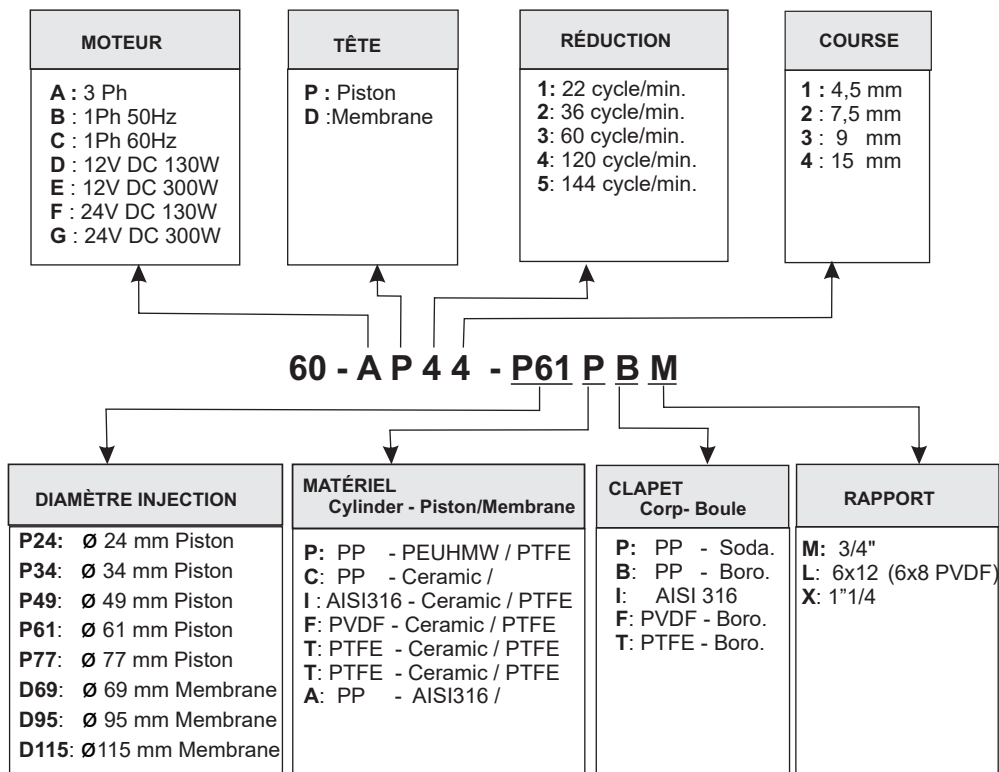 MOTEUR
A : 3 Ph
B : 1Ph 50Hz
C : 1Ph 60Hz
D : 12V DC 130W
E : 12V DC 300W
F : 24V DC 130W
G : 24V DC 300W
TÊTE
P : Piston
D :Membrane
RÉDUCTION
1: 22 cycle/min.
2: 36 cycle/min.
3: 60 cycle/min.
4: 120 cycle/min.
5: 144 cycle/min.
COURSE
1 : 4,5 mm
2 : 7,5 mm
3 : 9 mm
4 : 15 mm
60 - A P 4 4 - P61 P B M
DIAMÈTRE INJECTION
P24: Ø 24 mm Piston
P34: Ø 34 mm Piston
P49: Ø 49 mm Piston
P61: Ø 61 mm Piston
P77: Ø 77 mm Piston
D69: Ø 69 mm Membrane
D95: Ø 95 mm Membrane
D115: Ø115 mm Membrane
MATÉRIEL
Cylinder - Piston/Membrane
P: PP - PEUHMW / PTFE
C: PP - Ceramic /
I : AISI316 - Ceramic / PTFE
F: PVDF - Ceramic / PTFE
T: PTFE - Ceramic / PTFE
T: PTFE - Ceramic / PTFE
A: PP - AISI316 /
CLAPET
Corp- Boule
P: PP - Soda.
B: PP - Boro.
I: AISI 316
F: PVDF - Boro.
T: PTFE - Boro.
RAPPORT
M: 3/4"
L: 6x12 (6x8 PVDF)
X: 1"1/4